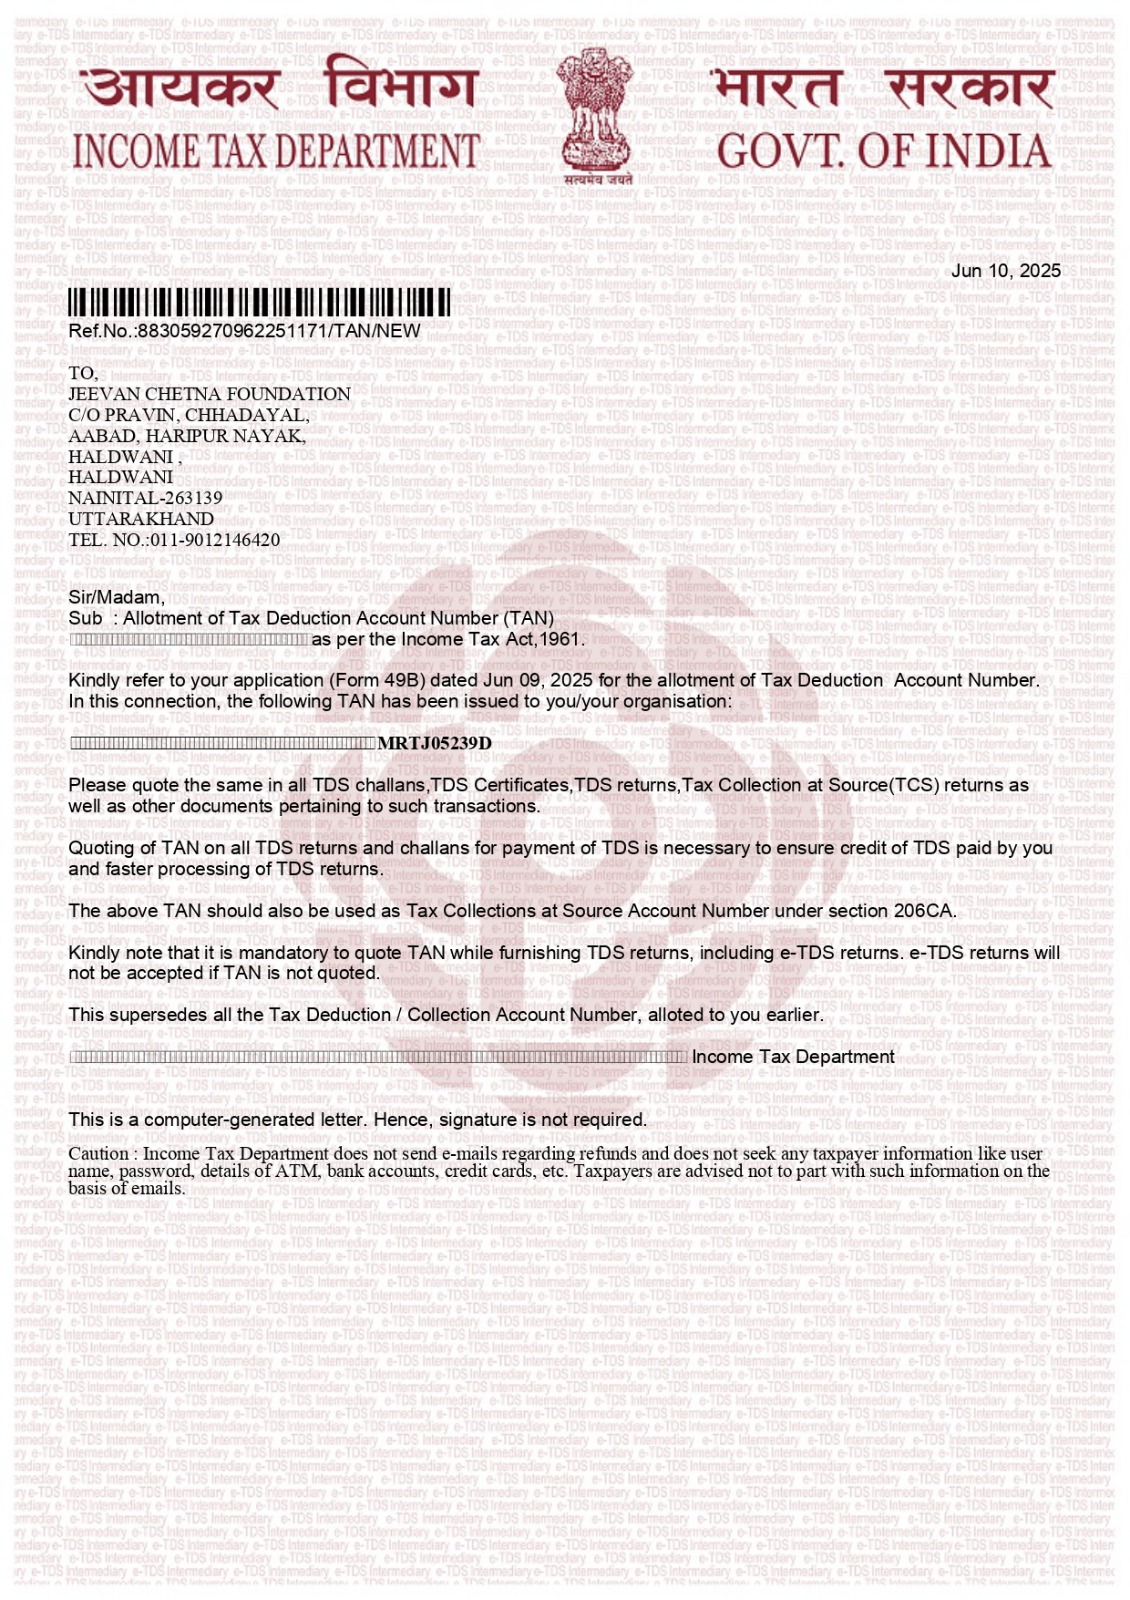 आयकर विभाग
भारत सरकार
INCOME TAX DEPARTMENT
GOVT. OF INDIA
सत्यमेव जयते
Jun 10, 2025
Ref.No.:883059270962251171/TAN/NEW
TO,
JEEVAN CHETNA FOUNDATION
C/O PRAVIN, CHHADAYAL,
AABAD, HARIPUR NAYAK,
HALDWANI ,
HALDWANI
NAINITAL-263139
UTTARAKHAND
TEL. NO.:011-9012146420
Sir/Madam,
Sub : Allotment of Tax Deduction Account Number (TAN)
as per the Income Tax Act,1961.
Kindly refer to your application (Form 49B) dated Jun 09, 2025 for the allotment of Tax Deduction Account Number.
In this connection, the following TAN has been issued to you/your organisation:
MRTJ05239D
Please quote the same in all TDS challans,TDS Certificates,TDS returns,Tax Collection at Source(TCS) returns as
well as other documents pertaining to such transactions.
Quoting of TAN on all TDS returns and challans for payment of TDS is necessary to ensure credit of TDS paid by you
and faster processing of TDS returns.
The above TAN should also be used as Tax Collections at Source Account Number under section 206CA.
Kindly note that it is mandatory to quote TAN while furnishing TDS returns, including e-TDS returns. e-TDS returns will
not be accepted if TAN is not quoted.
This supersedes all the Tax Deduction / Collection Account Number, alloted to you earlier.
Income Tax Department
This is a computer-generated letter. Hence, signature is not required.
Caution : Income Tax Department does not send e-mails regarding refunds and does not seek any taxpayer information like user
name, password, details of ATM, bank accounts, credit cards, etc. Taxpayers are advised not to part with such information on the
basis of emails.